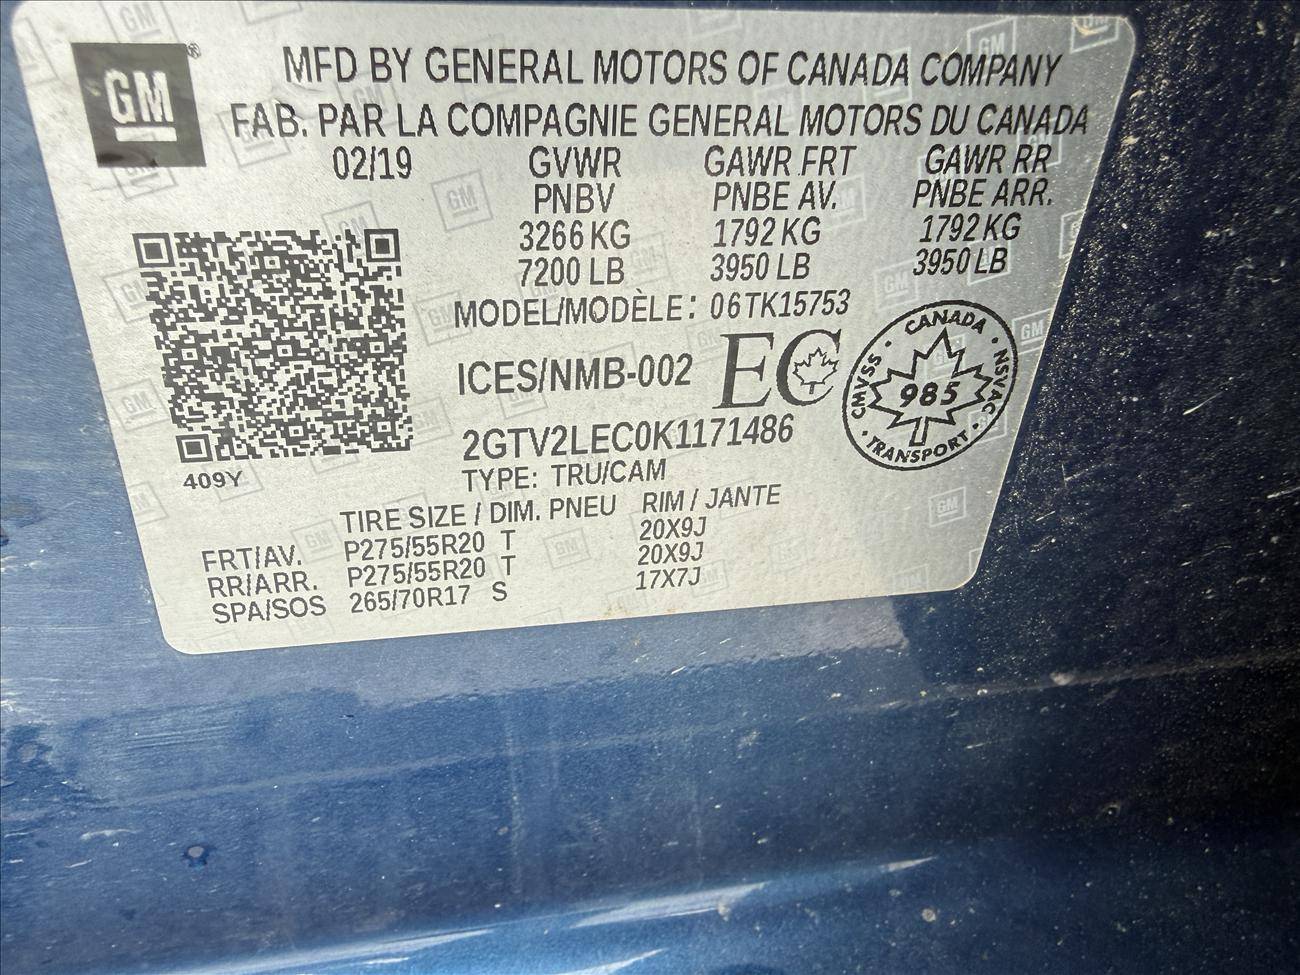 GM®
MFD BY GENERAL MOTORS OF CANADA COMPANY
FAB. PAR LA COMPAGNIE GENERAL MOTORS DU CANADA
02/19 GVWR GAWR FRT GAWR RR
PNBV PNBE AV. PNBE ARR.
3266 KG 1792 KG 1792 KG
7200 LB 3950 LB 3950 LB
MODEL/MODÈLE: 06TK15753
ICES/NMB-002 EC
CANADA
CMVSS 985 NSVAC
TRANSPORT
2GTV2LEC0K1171486
409Y
TYPE: TRU/CAM
TIRE SIZE / DIM. PNEU RIM / JANTE
FRT/AV. P275/55R20 T 20X9J
RR/ARR. P275/55R20 T 20X9J
SPA/SOS 265/70R17 S 17X7J